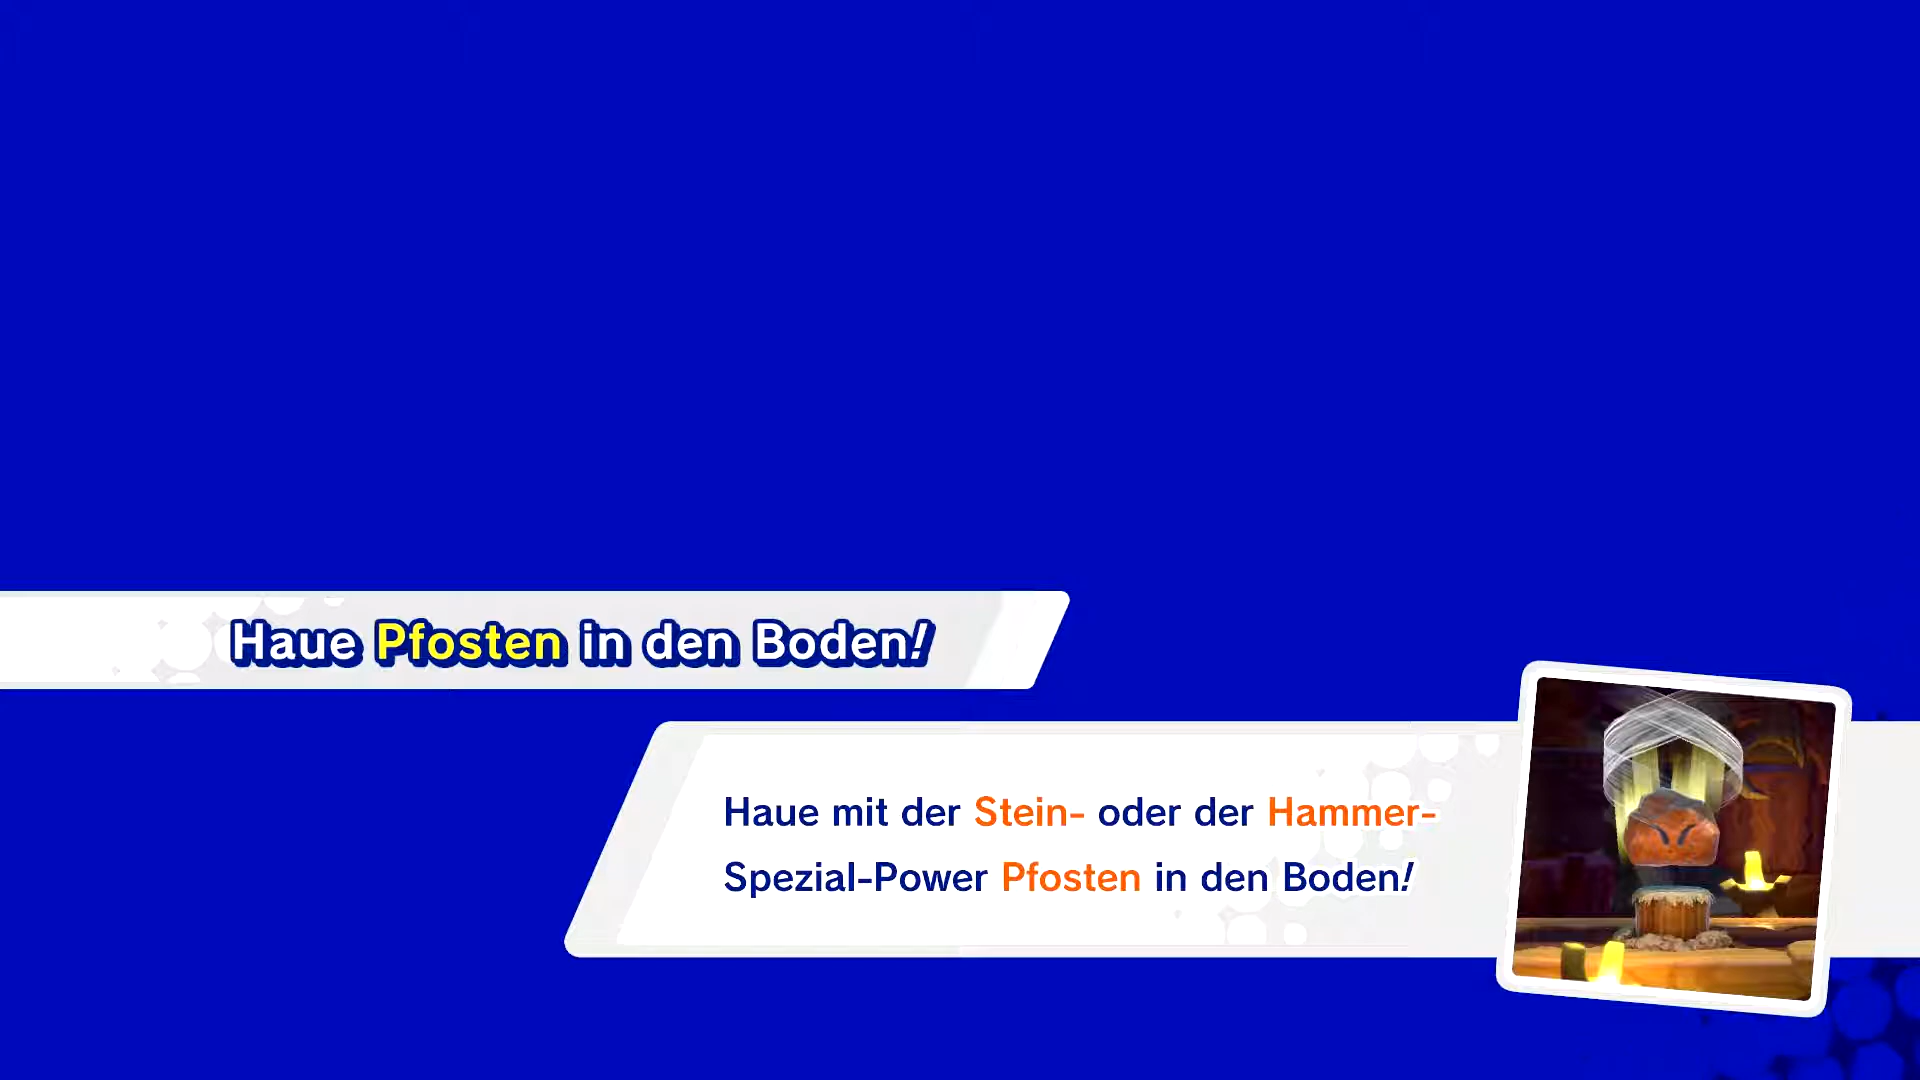 Haue Pfosten in den Boden!
Haue mit der Stein- oder der Hammer-
Spezial-Power Pfosten in den Boden!